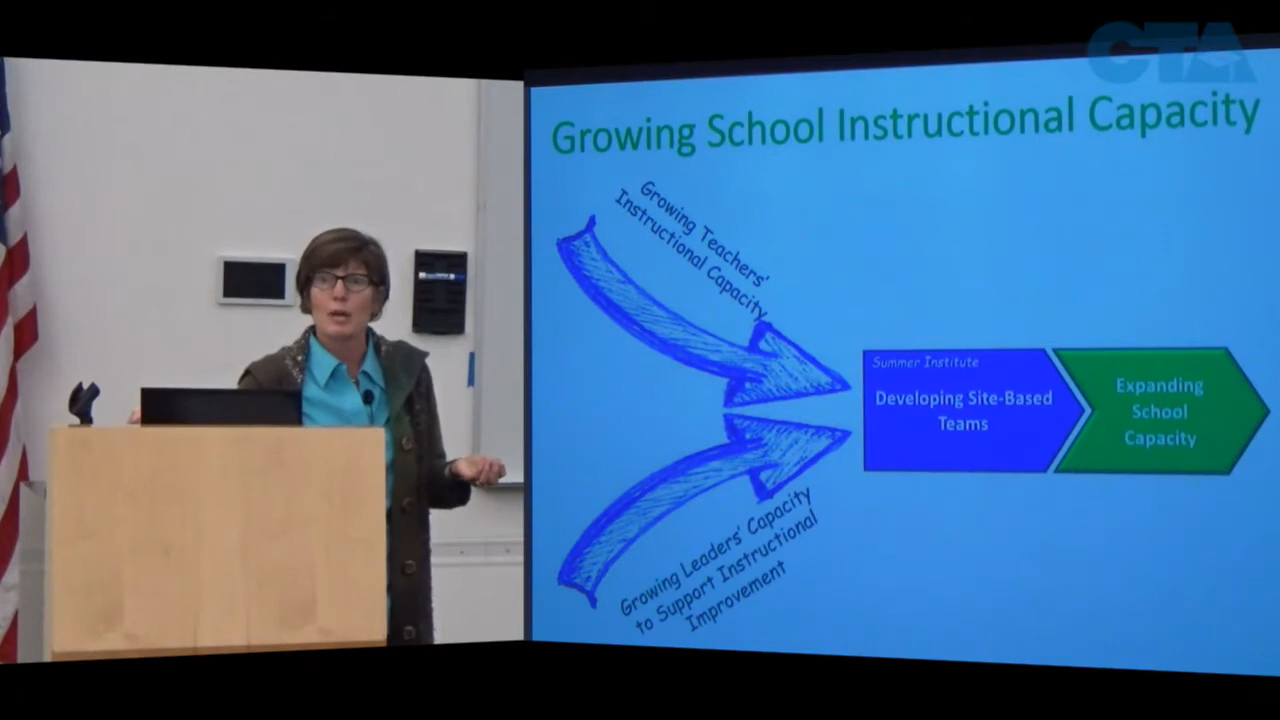 CTA
Growing School Instructional Capacity
Growing Teachers'
Instructional Capacity
Summer Institute
Developing Site-Based
Teams
Expanding
School
Capacity
Growing Leaders' Capacity
to Support Instructional
Improvement